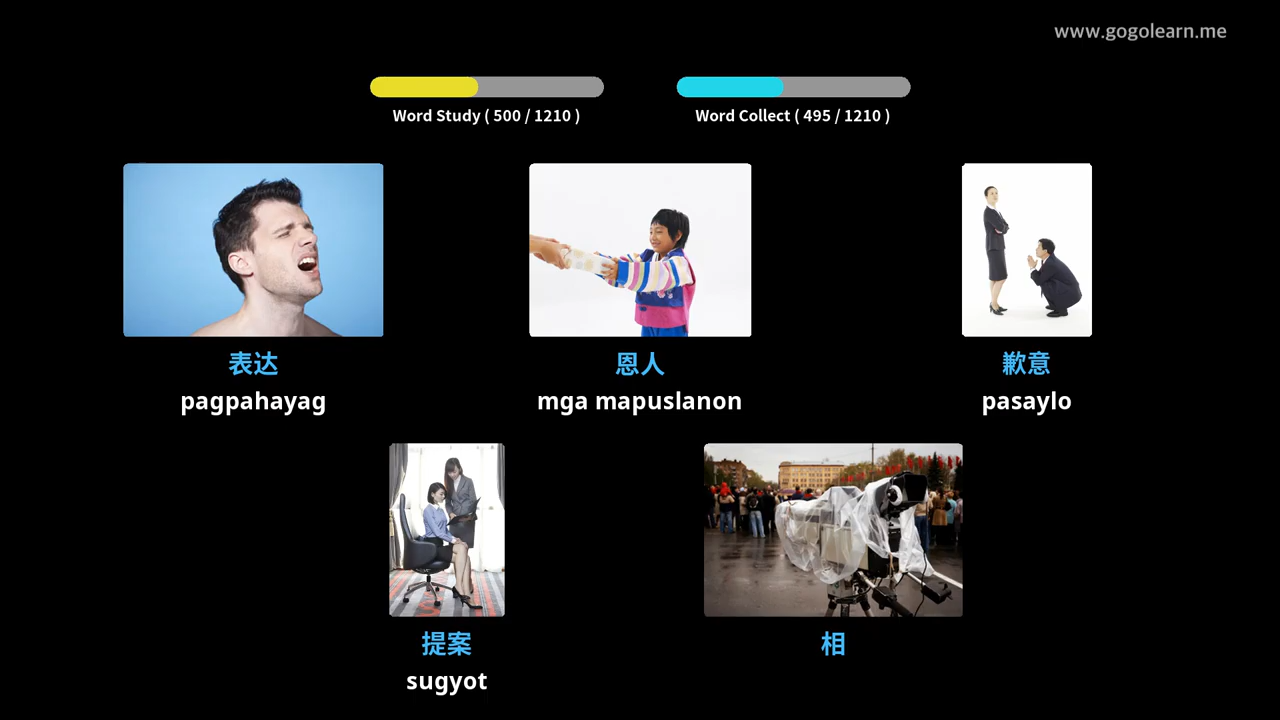 www.gogolearn.me
Word Study ( 500 / 1210 )
Word Collect ( 495 / 1210 )
表达
pagpahayag
恩人
mga mapuslanon
歉意
pasaylo
提案
sugyot
相